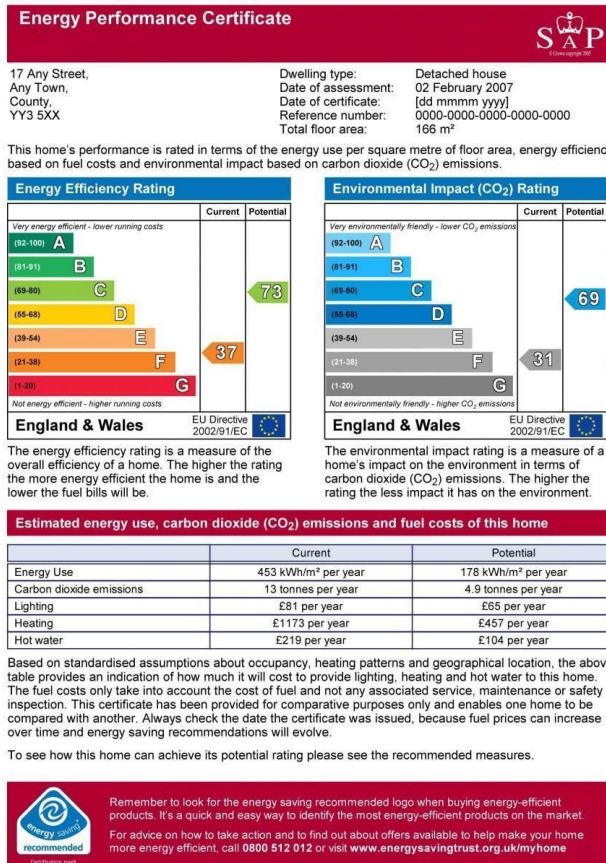 Energy Performance Certificate
SAP
© Crown copyright 2005
17 Any Street,
Any Town,
County,
YY3 5XX
Dwelling type: Detached house
Date of assessment: 02 February 2007
Date of certificate: [dd mmmm yyyy]
Reference number: 0000-0000-0000-0000-0000
Total floor area: 166 m²
This home's performance is rated in terms of the energy use per square metre of floor area, energy efficienc
based on fuel costs and environmental impact based on carbon dioxide (CO₂) emissions.
Energy Efficiency Rating
Current Potential
Very energy efficient - lower running costs
(92-100) A
(81-91) B
(69-80) C 73
(55-68) D
(39-54) E
37
(21-38) F
(1-20) G
Not energy efficient - higher running costs
England & Wales EU Directive
2002/91/EC
The energy efficiency rating is a measure of the
overall efficiency of a home. The higher the rating
the more energy efficient the home is and the
lower the fuel bills will be.
Environmental Impact (CO₂) Rating
Current Potential
Very environmentally friendly - lower CO₂ emissions
(92-100) A
(81-91) B
(69-80) C 69
(55-68) D
(39-54) E
(21-38) F 31
(1-20) G
Not environmentally friendly - higher CO₂ emissions
England & Wales EU Directive
2002/91/EC
The environmental impact rating is a measure of a
home's impact on the environment in terms of
carbon dioxide (CO₂) emissions. The higher the
rating the less impact it has on the environment.
Estimated energy use, carbon dioxide (CO₂) emissions and fuel costs of this home
Current Potential
Energy Use 453 kWh/m² per year 178 kWh/m² per year
Carbon dioxide emissions 13 tonnes per year 4.9 tonnes per year
Lighting £81 per year £65 per year
Heating £1173 per year £457 per year
Hot water £219 per year £104 per year
Based on standardised assumptions about occupancy, heating patterns and geographical location, the abov
table provides an indication of how much it will cost to provide lighting, heating and hot water to this home.
The fuel costs only take into account the cost of fuel and not any associated service, maintenance or safety
inspection. This certificate has been provided for comparative purposes only and enables one home to be
compared with another. Always check the date the certificate was issued, because fuel prices can increase
over time and energy saving recommendations will evolve.
To see how this home can achieve its potential rating please see the recommended measures.
energy saving
recommended
Certification mark
Remember to look for the energy saving recommended logo when buying energy-efficient
products. It's a quick and easy way to identify the most energy-efficient products on the market.
For advice on how to take action and to find out about offers available to help make your home
more energy efficient, call 0800 512 012 or visit www.energysavingtrust.org.uk/myhome